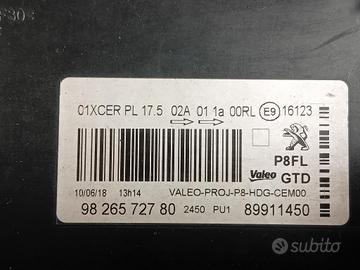 01XCER PL 17.5 02A 01 1a 00RL E9 16123
P8FL
Valeo GTD
10/06/18 13h14 VALEO-PROJ-P8-HDG-CEM00
98 265 727 80 2450 PU1 89911450
subito